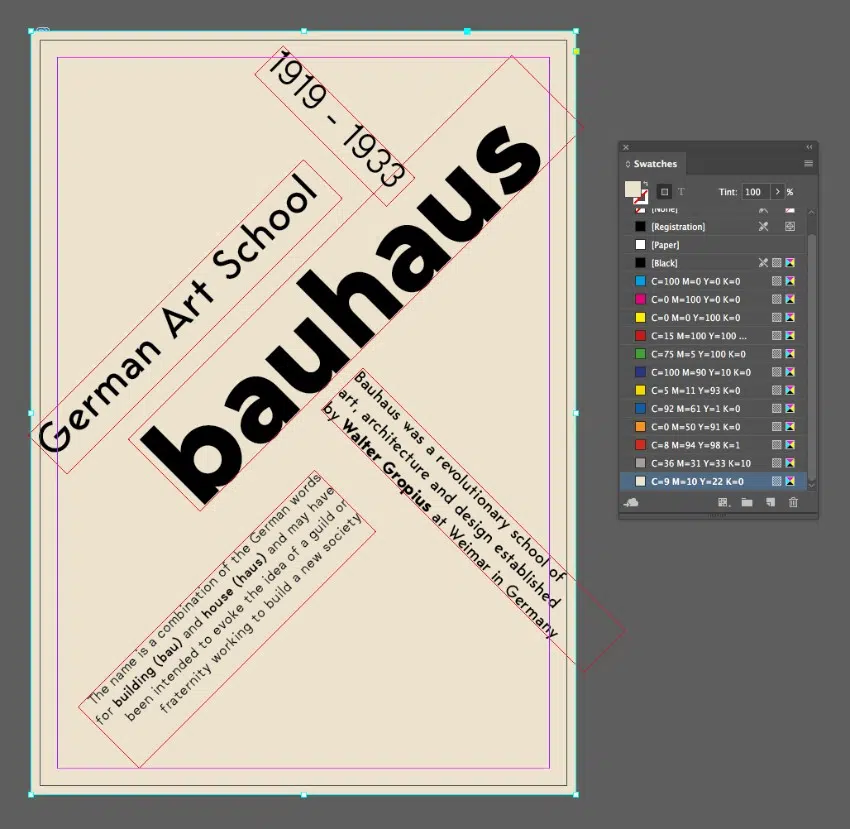 1919 - 1933
German Art School
bauhaus
Bauhaus was a revolutionary school of
art, architecture and design established
by Walter Gropius at Weimar in Germany
The name is a combination of the German words
for building (bau) and house (haus) and may have
been intended to evoke the idea of a guild or
fraternity working to build a new society
Swatches
T
Tint: 100 > %
[None]
[Registration]
[Paper]
[Black]
C=100 M=0 Y=0 K=0
C=0 M=100 Y=0 K=0
C=0 M=0 Y=100 K=0
C=15 M=100 Y=100 ...
C=75 M=5 Y=100 K=0
C=100 M=90 Y=10 K=0
C=5 M=11 Y=93 K=0
C=92 M=61 Y=1 K=0
C=0 M=50 Y=91 K=0
C=8 M=94 Y=98 K=1
C=36 M=31 Y=33 K=10
C=9 M=10 Y=22 K=0